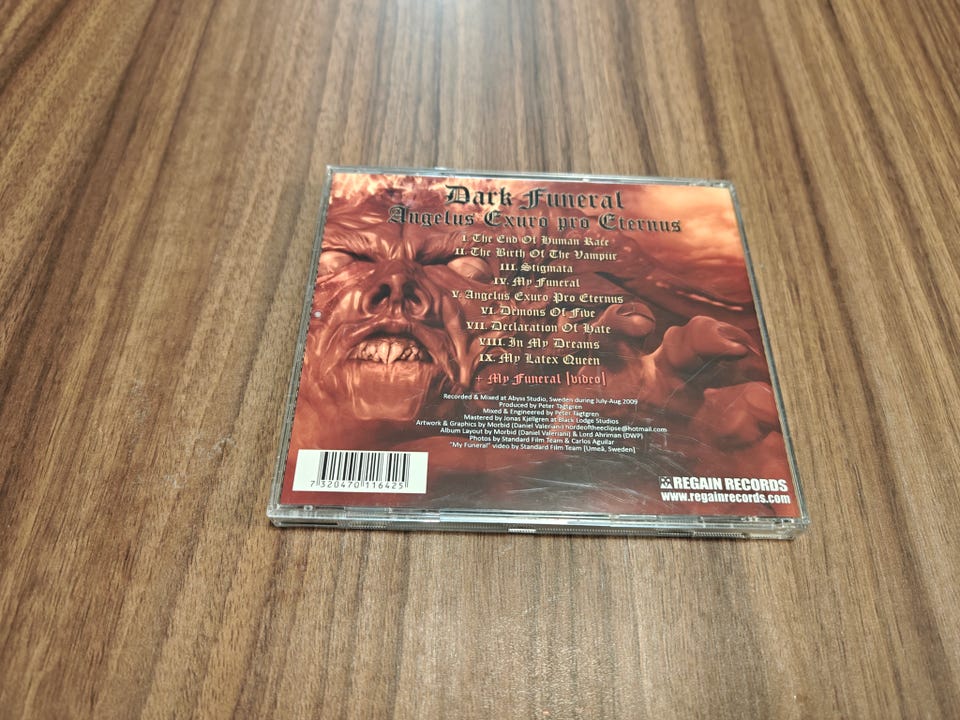 Dark Funeral
Angelus Exuro pro Eternus
I. The End Of Human Race
II. The Birth Of The Vampiir
III. Stigmata
IV. My Funeral
V. Angelus Exuro Pro Eternus
VI. Demons Of Five
VII. Declaration Of Hate
VIII. In My Dreams
IX. My Latex Queen
+ My Funeral [video]
Recorded & Mixed at Abyss Studio, Sweden during July-Aug 2009
Produced by Peter Tägtgren
Mixed & Engineered by Peter Tägtgren
Mastered by Jonas Kjellgren at Black Lodge Studios
Artwork & Graphics by Morbid (Daniel Valeriani) hordeoftheeclipse@hotmail.com
Album Layout by Morbid (Daniel Valeriani) & Lord Ahriman (DWP)
Photos by Standard Film Team & Carlos Aguilar
"My Funeral" video by Standard Film Team [Umeå, Sweden]
7 320470 116425
REGAIN RECORDS
www.regainrecords.com